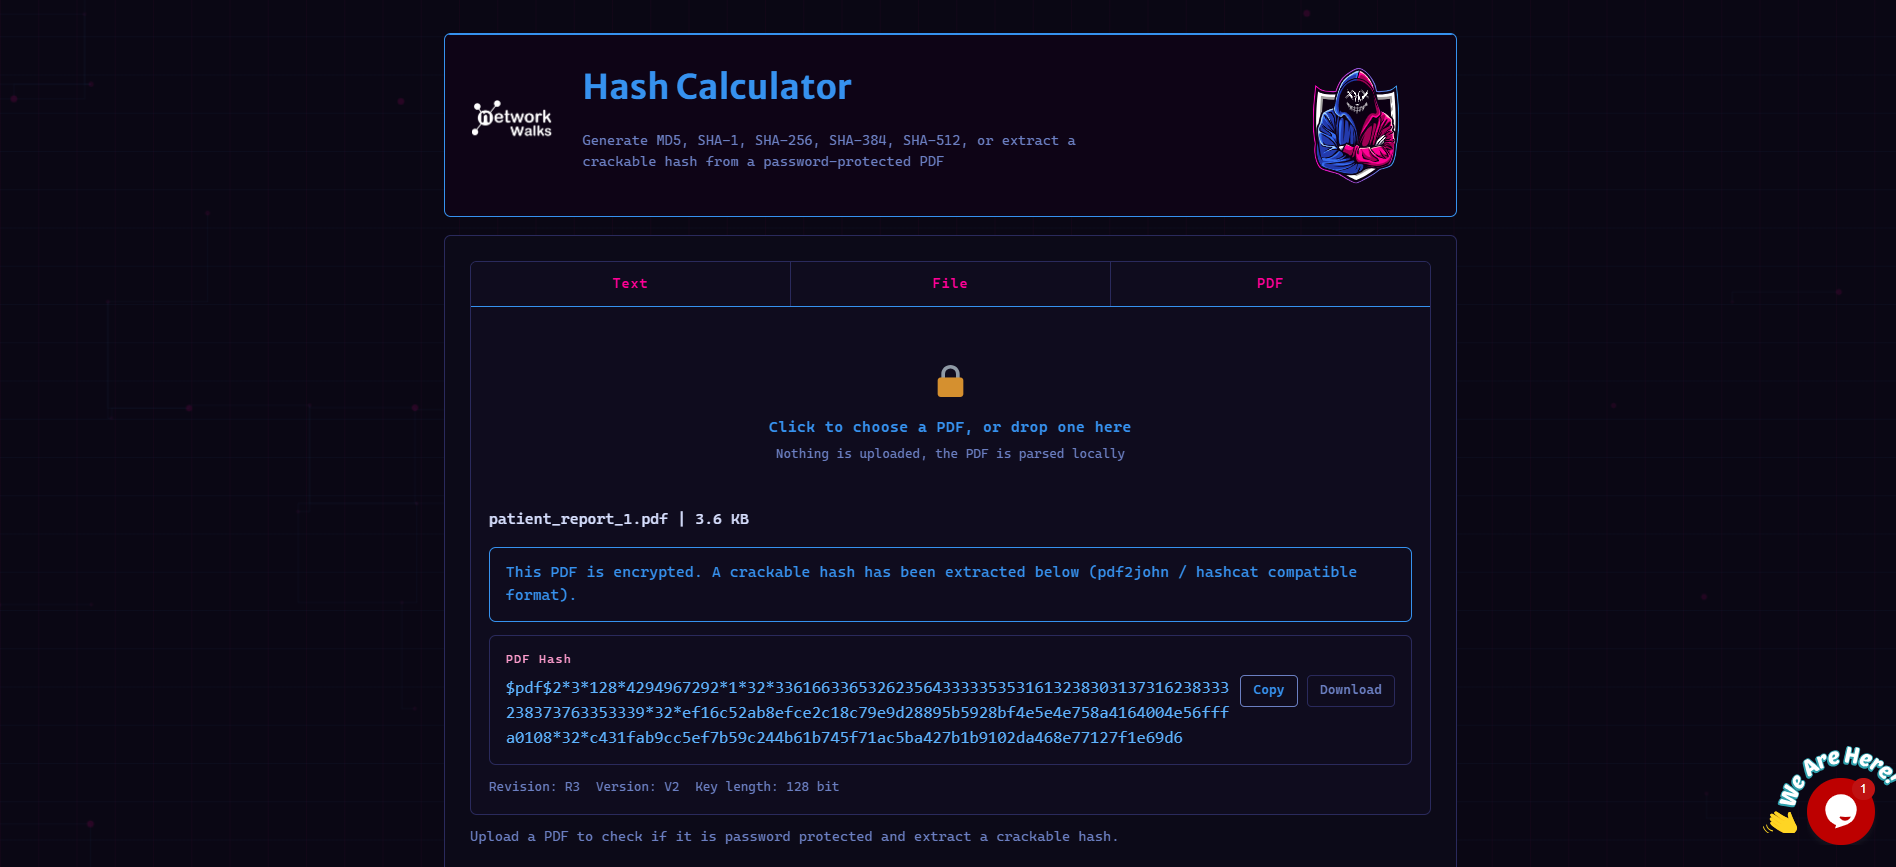 network
Walks
Hash Calculator
Generate MD5, SHA-1, SHA-256, SHA-384, SHA-512, or extract a
crackable hash from a password-protected PDF
Text
File
PDF
Click to choose a PDF, or drop one here
Nothing is uploaded, the PDF is parsed locally
patient_report_1.pdf | 3.6 KB
This PDF is encrypted. A crackable hash has been extracted below (pdf2john / hashcat compatible
format).
PDF Hash
$pdf$2*3*128*4294967292*1*32*33616633653262356433333535316132383031373162383333
238373763353339*32*ef16c52ab8efce2c18c79e9d28895b5928bf4e5e4e758a4164004e56fff
a0108*32*c431fab9cc5ef7b59c244b61b745f71ac5ba427b1b9102da468e77127f1e69d6
Copy
Download
Revision: R3 Version: V2 Key length: 128 bit
Upload a PDF to check if it is password protected and extract a crackable hash.
We Are Here!
1